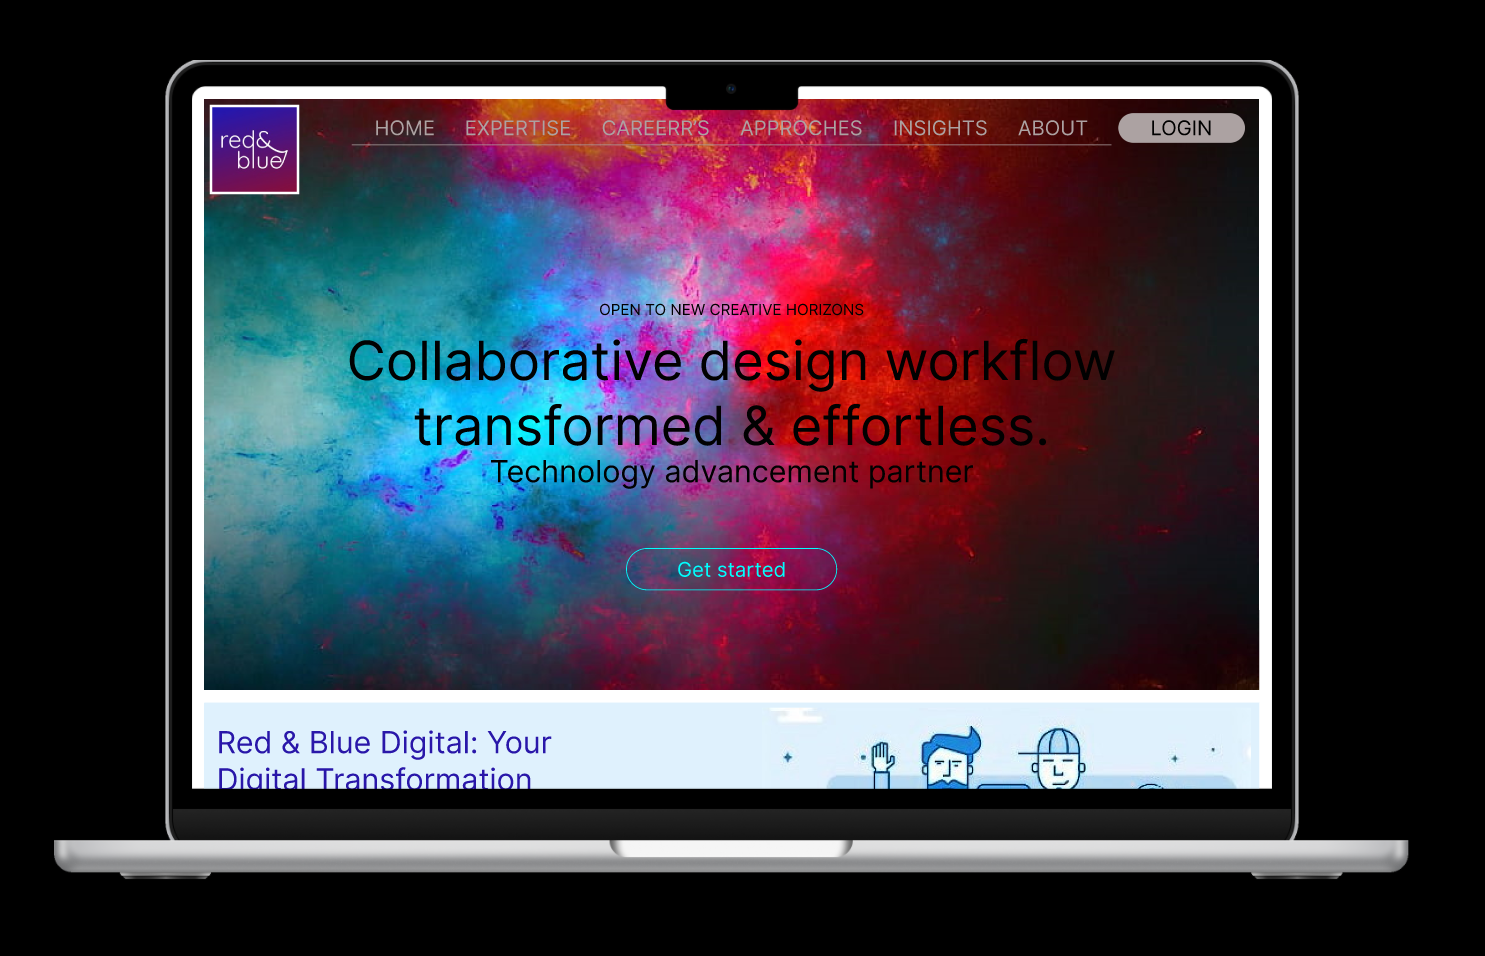 red&
blue
HOME EXPERTISE CAREERR'S APPROCHES INSIGHTS ABOUT LOGIN
OPEN TO NEW CREATIVE HORIZONS
Collaborative design workflow
transformed & effortless.
Technology advancement partner
Get started
Red & Blue Digital: Your
Digital Transformation